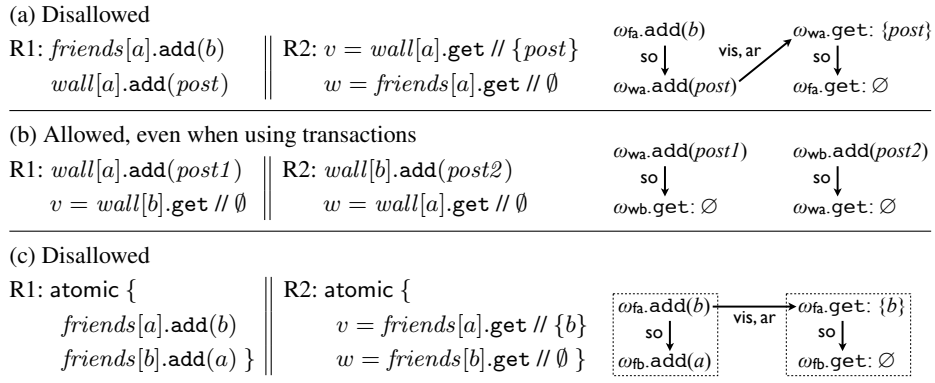 (a) Disallowed
R1: friends[a].add(b) R2: v = wall[a].get // {post}
wall[a].add(post) w = friends[a].get // ∅
ωfa.add(b) ωwa.get: {post}
so vis, ar so
ωwa.add(post) ωfa.get: ∅
(b) Allowed, even when using transactions
R1: wall[a].add(post1) R2: wall[b].add(post2)
v = wall[b].get // ∅ w = wall[a].get // ∅
ωwa.add(post1) ωwb.add(post2)
so so
ωwb.get: ∅ ωwa.get: ∅
(c) Disallowed
R1: atomic { R2: atomic {
friends[a].add(b) v = friends[a].get // {b}
friends[b].add(a) } w = friends[b].get // ∅ }
ωfa.add(b) vis, ar ωfa.get: {b}
so so
ωfb.add(a) ωfb.get: ∅